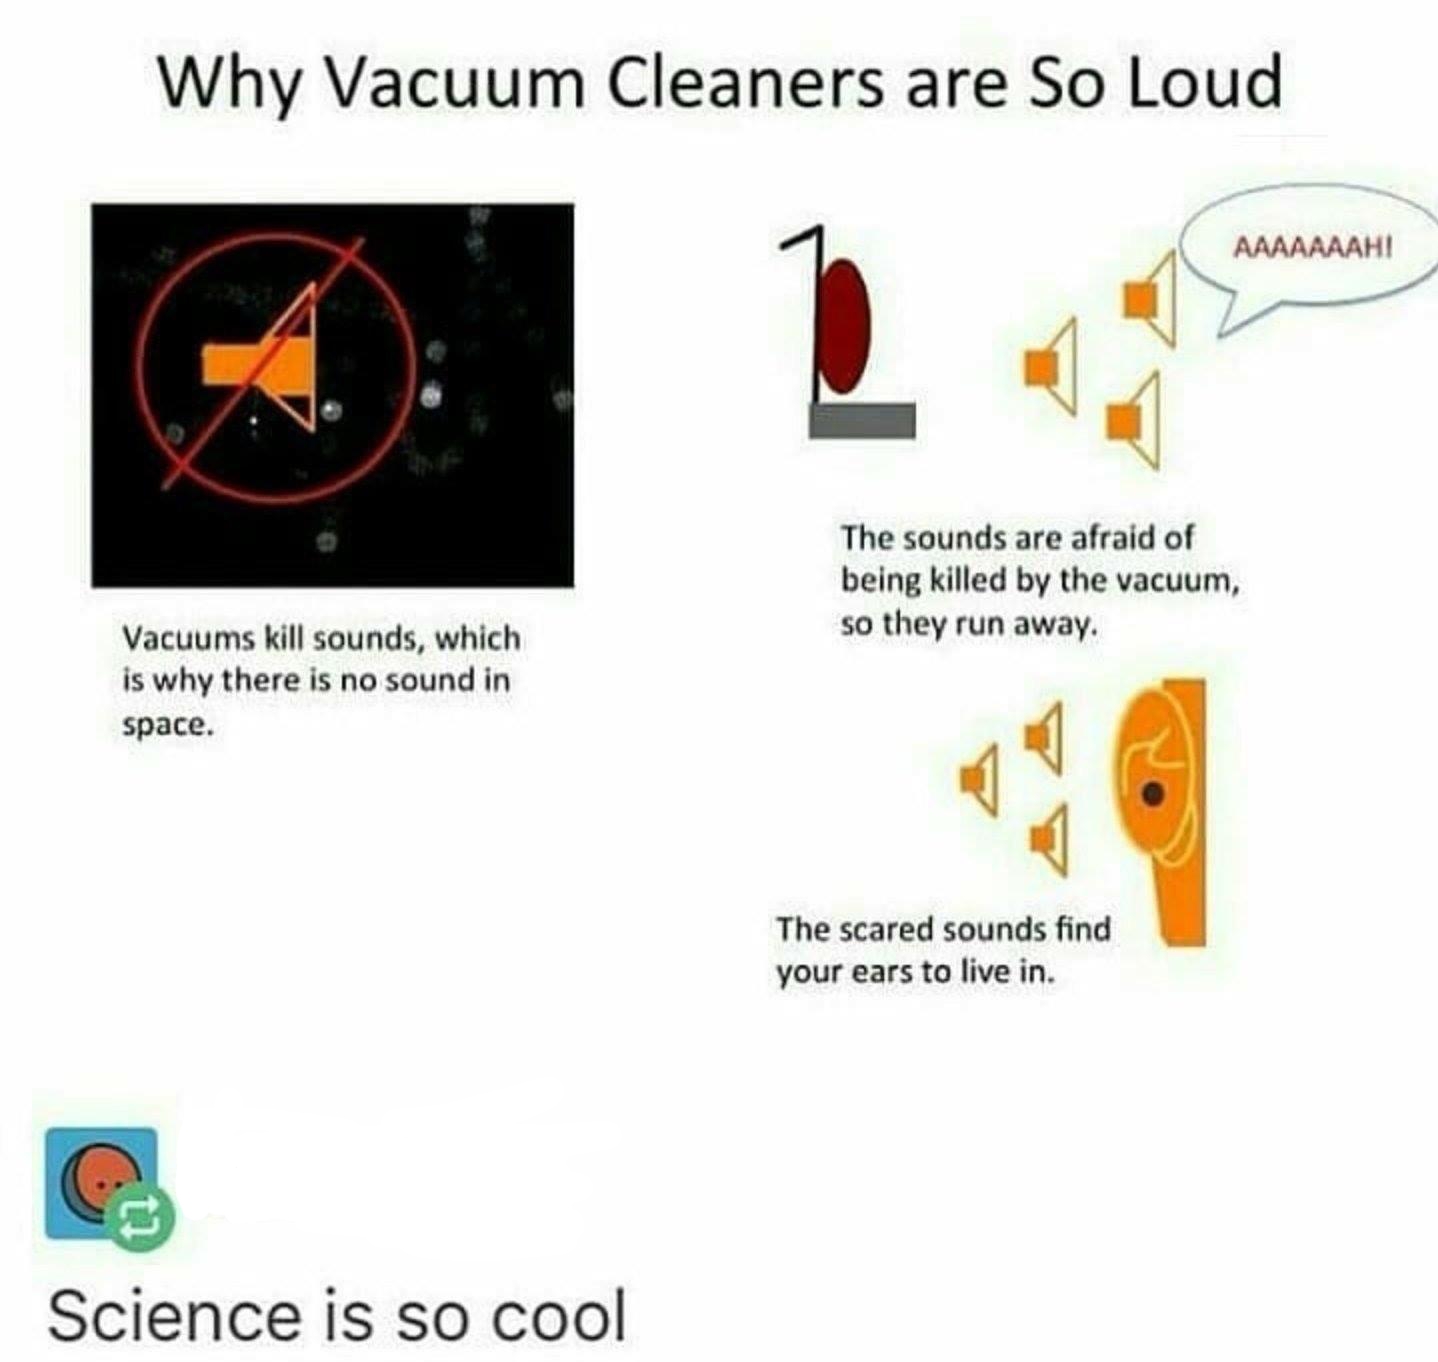 Why Vacuum Cleaners are So Loud
Vacuums kill sounds, which
is why there is no sound in
space.
AAAAAAAH!
The sounds are afraid of
being killed by the vacuum,
so they run away.
The scared sounds find
your ears to live in.
Science is so cool